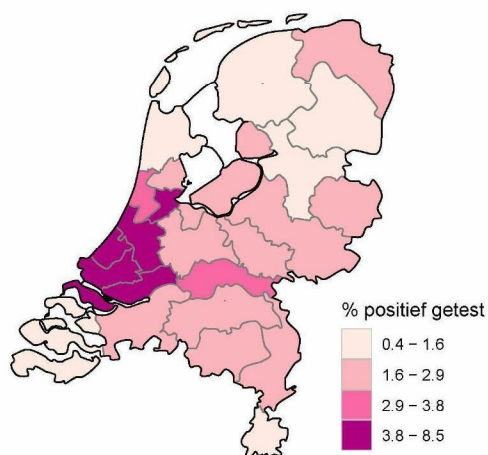 % positief getest
0.4 – 1.6
1.6 – 2.9
2.9 – 3.8
3.8 – 8.5